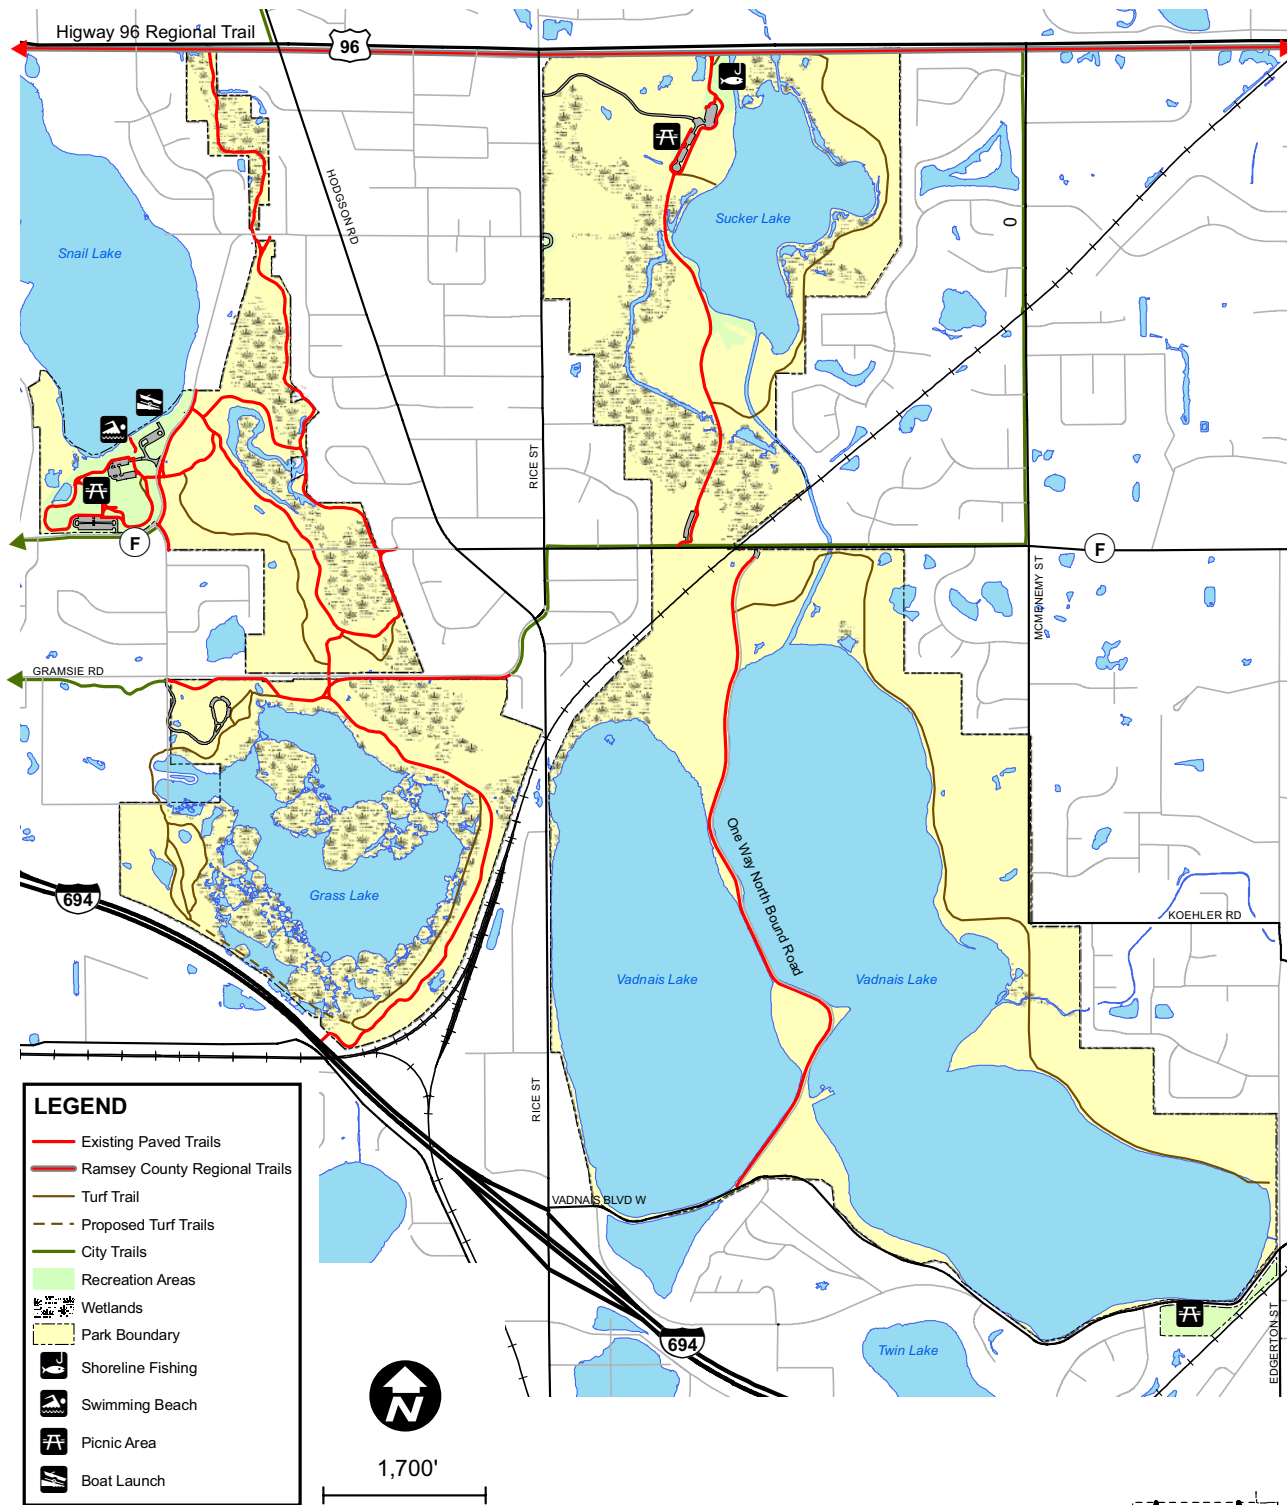 Higway 96 Regional Trail
96
HODGSON RD
Sucker Lake
Snail Lake
0
RICE ST
F
F
MCMENEMY ST
GRAMSIE RD
One Way North Bound Road
694
Grass Lake
KOEHLER RD
Vadnais Lake
Vadnais Lake
RICE ST
LEGEND
Existing Paved Trails
Ramsey County Regional Trails
Turf Trail
Proposed Turf Trails
City Trails
Recreation Areas
Wetlands
Park Boundary
Shoreline Fishing
Swimming Beach
Picnic Area
Boat Launch
VADNAIS BLVD W
694
Twin Lake
EDGERTON ST
N
1,700'